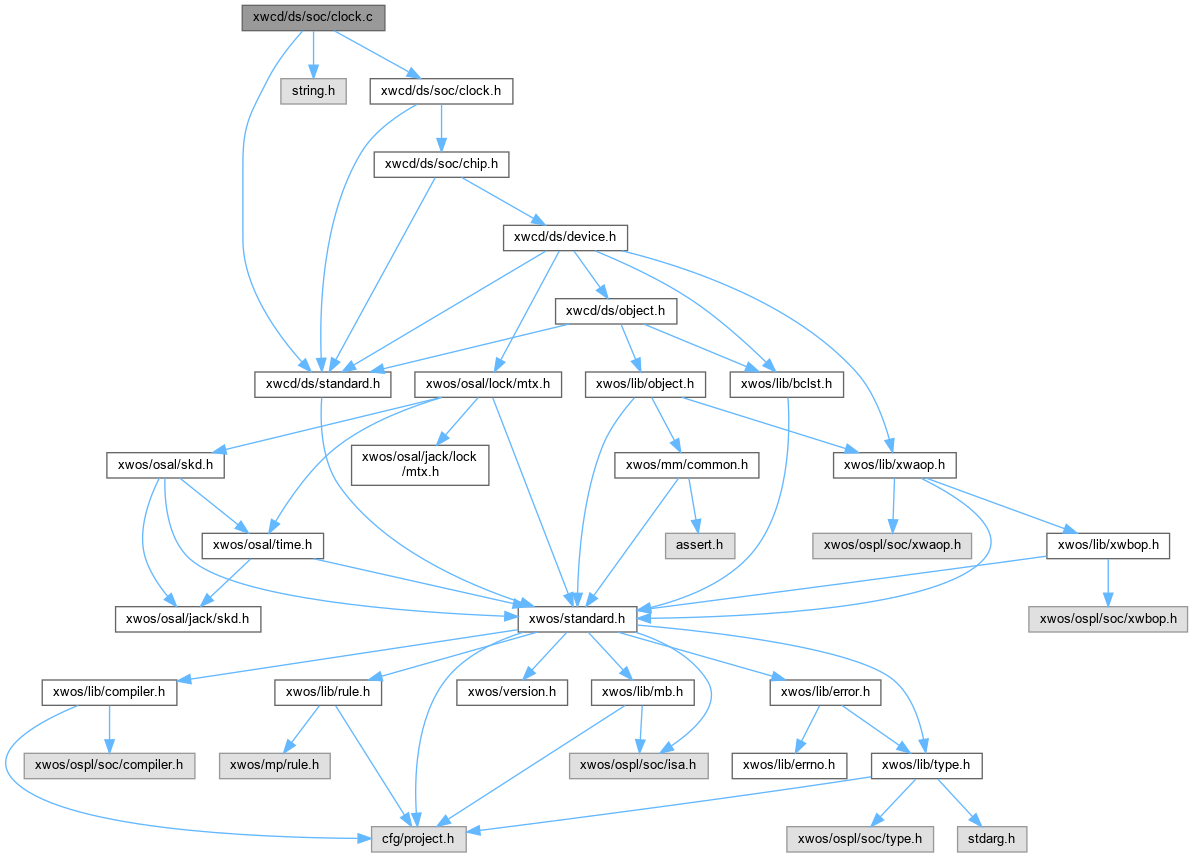 xwcd/ds/soc/clock.c
string.h
xwcd/ds/soc/clock.h
xwcd/ds/soc/chip.h
xwcd/ds/device.h
xwcd/ds/object.h
xwcd/ds/standard.h
xwos/osal/lock/mtx.h
xwos/lib/object.h
xwos/lib/bclst.h
xwos/osal/skd.h
xwos/osal/jack/lock
/mtx.h
xwos/mm/common.h
xwos/lib/xwaop.h
xwos/osal/time.h
assert.h
xwos/ospl/soc/xwaop.h
xwos/lib/xwbop.h
xwos/osal/jack/skd.h
xwos/standard.h
xwos/ospl/soc/xwbop.h
xwos/lib/compiler.h
xwos/lib/rule.h
xwos/version.h
xwos/lib/mb.h
xwos/lib/error.h
xwos/ospl/soc/compiler.h
xwos/mp/rule.h
xwos/ospl/soc/isa.h
xwos/lib/errno.h
xwos/lib/type.h
cfg/project.h
xwos/ospl/soc/type.h
stdarg.h